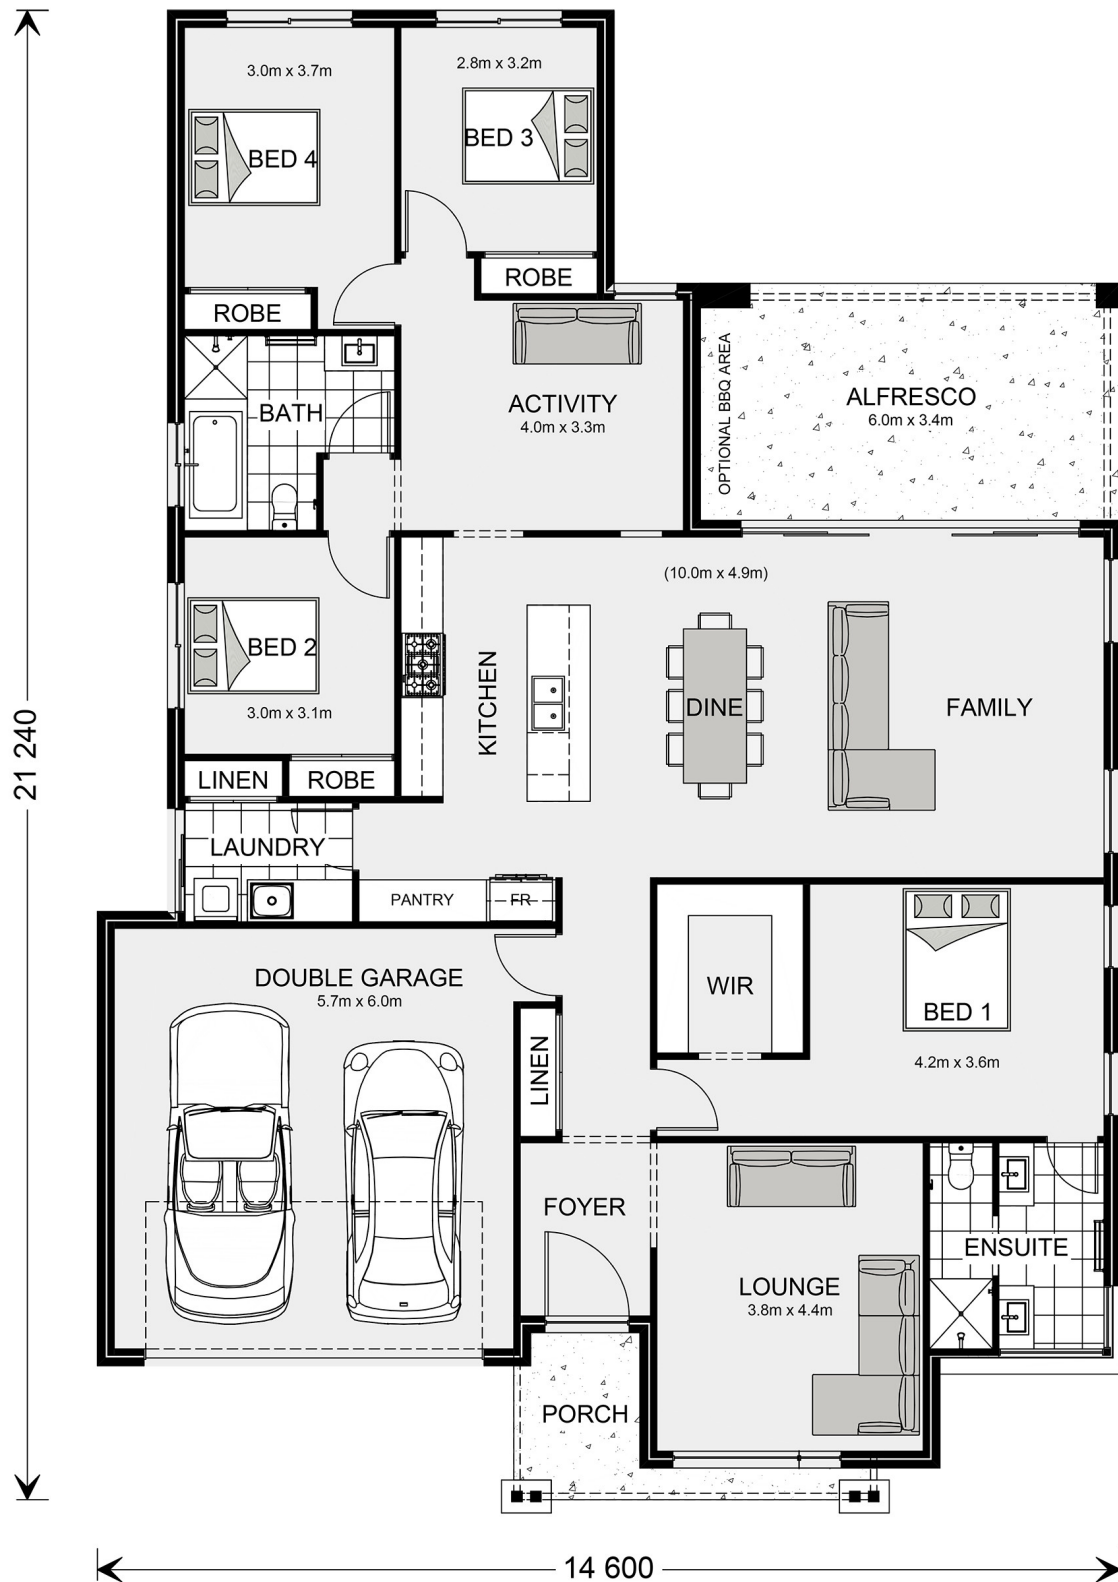 3.0m x 3.7m
BED 4
ROBE
2.8m x 3.2m
BED 3
ROBE
BATH
ACTIVITY
4.0m x 3.3m
OPTIONAL BBQ AREA
ALFRESCO
6.0m x 3.4m
BED 2
3.0m x 3.1m
LINEN
ROBE
KITCHEN
(10.0m x 4.9m)
DINE
FAMILY
LAUNDRY
PANTRY
FR
21 240
DOUBLE GARAGE
5.7m x 6.0m
LINEN
WIR
BED 1
4.2m x 3.6m
FOYER
LOUNGE
3.8m x 4.4m
ENSUITE
PORCH
14 600